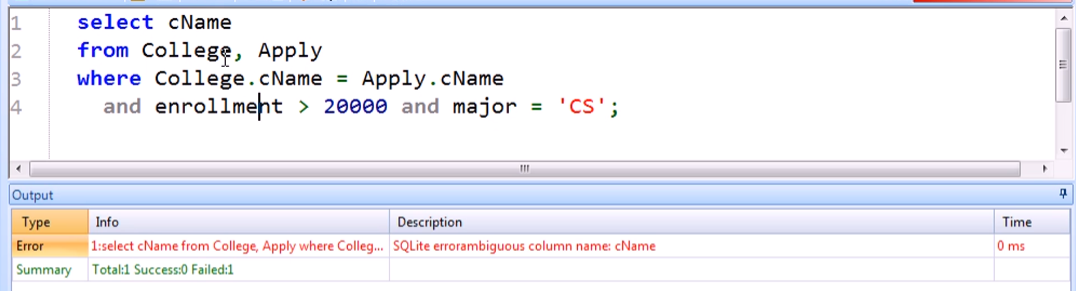 1 select cName
2 from College, Apply
3 where College.cName = Apply.cName
4 and enrollment > 20000 and major = 'CS';
Output
Type Info Description Time
Error 1:select cName from College, Apply where Colleg... SQLite errorambiguous column name: cName 0 ms
Summary Total:1 Success:0 Failed:1